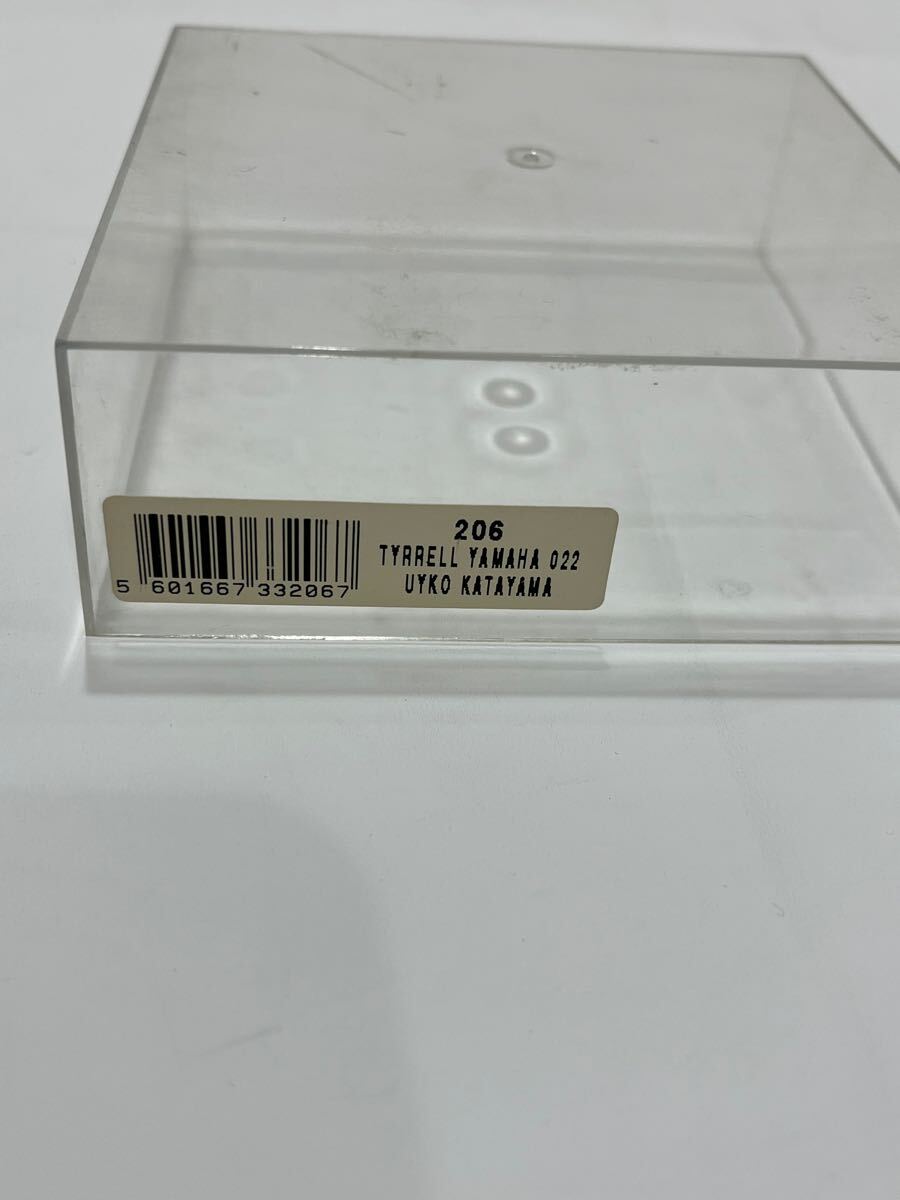 206
TYRRELL YAMAHA 022
UYKO KATAYAMA
5 601667 332067